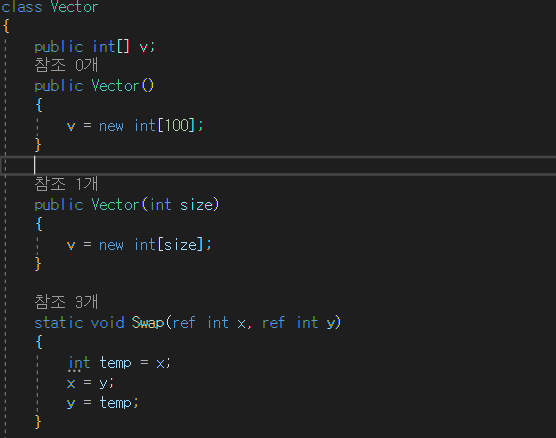 class Vector
{
public int[] v;
참조 0개
public Vector()
{
v = new int[100];
}
참조 1개
public Vector(int size)
{
v = new int[size];
}
참조 3개
static void Swap(ref int x, ref int y)
{
int temp = x;
x = y;
y = temp;
}